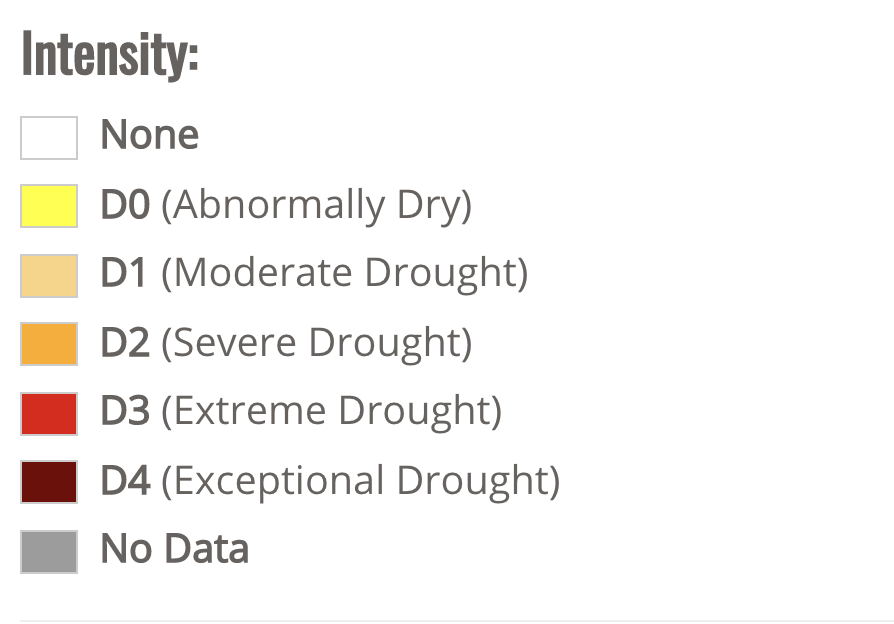 Intensity:
None
D0 (Abnormally Dry)
D1 (Moderate Drought)
D2 (Severe Drought)
D3 (Extreme Drought)
D4 (Exceptional Drought)
No Data